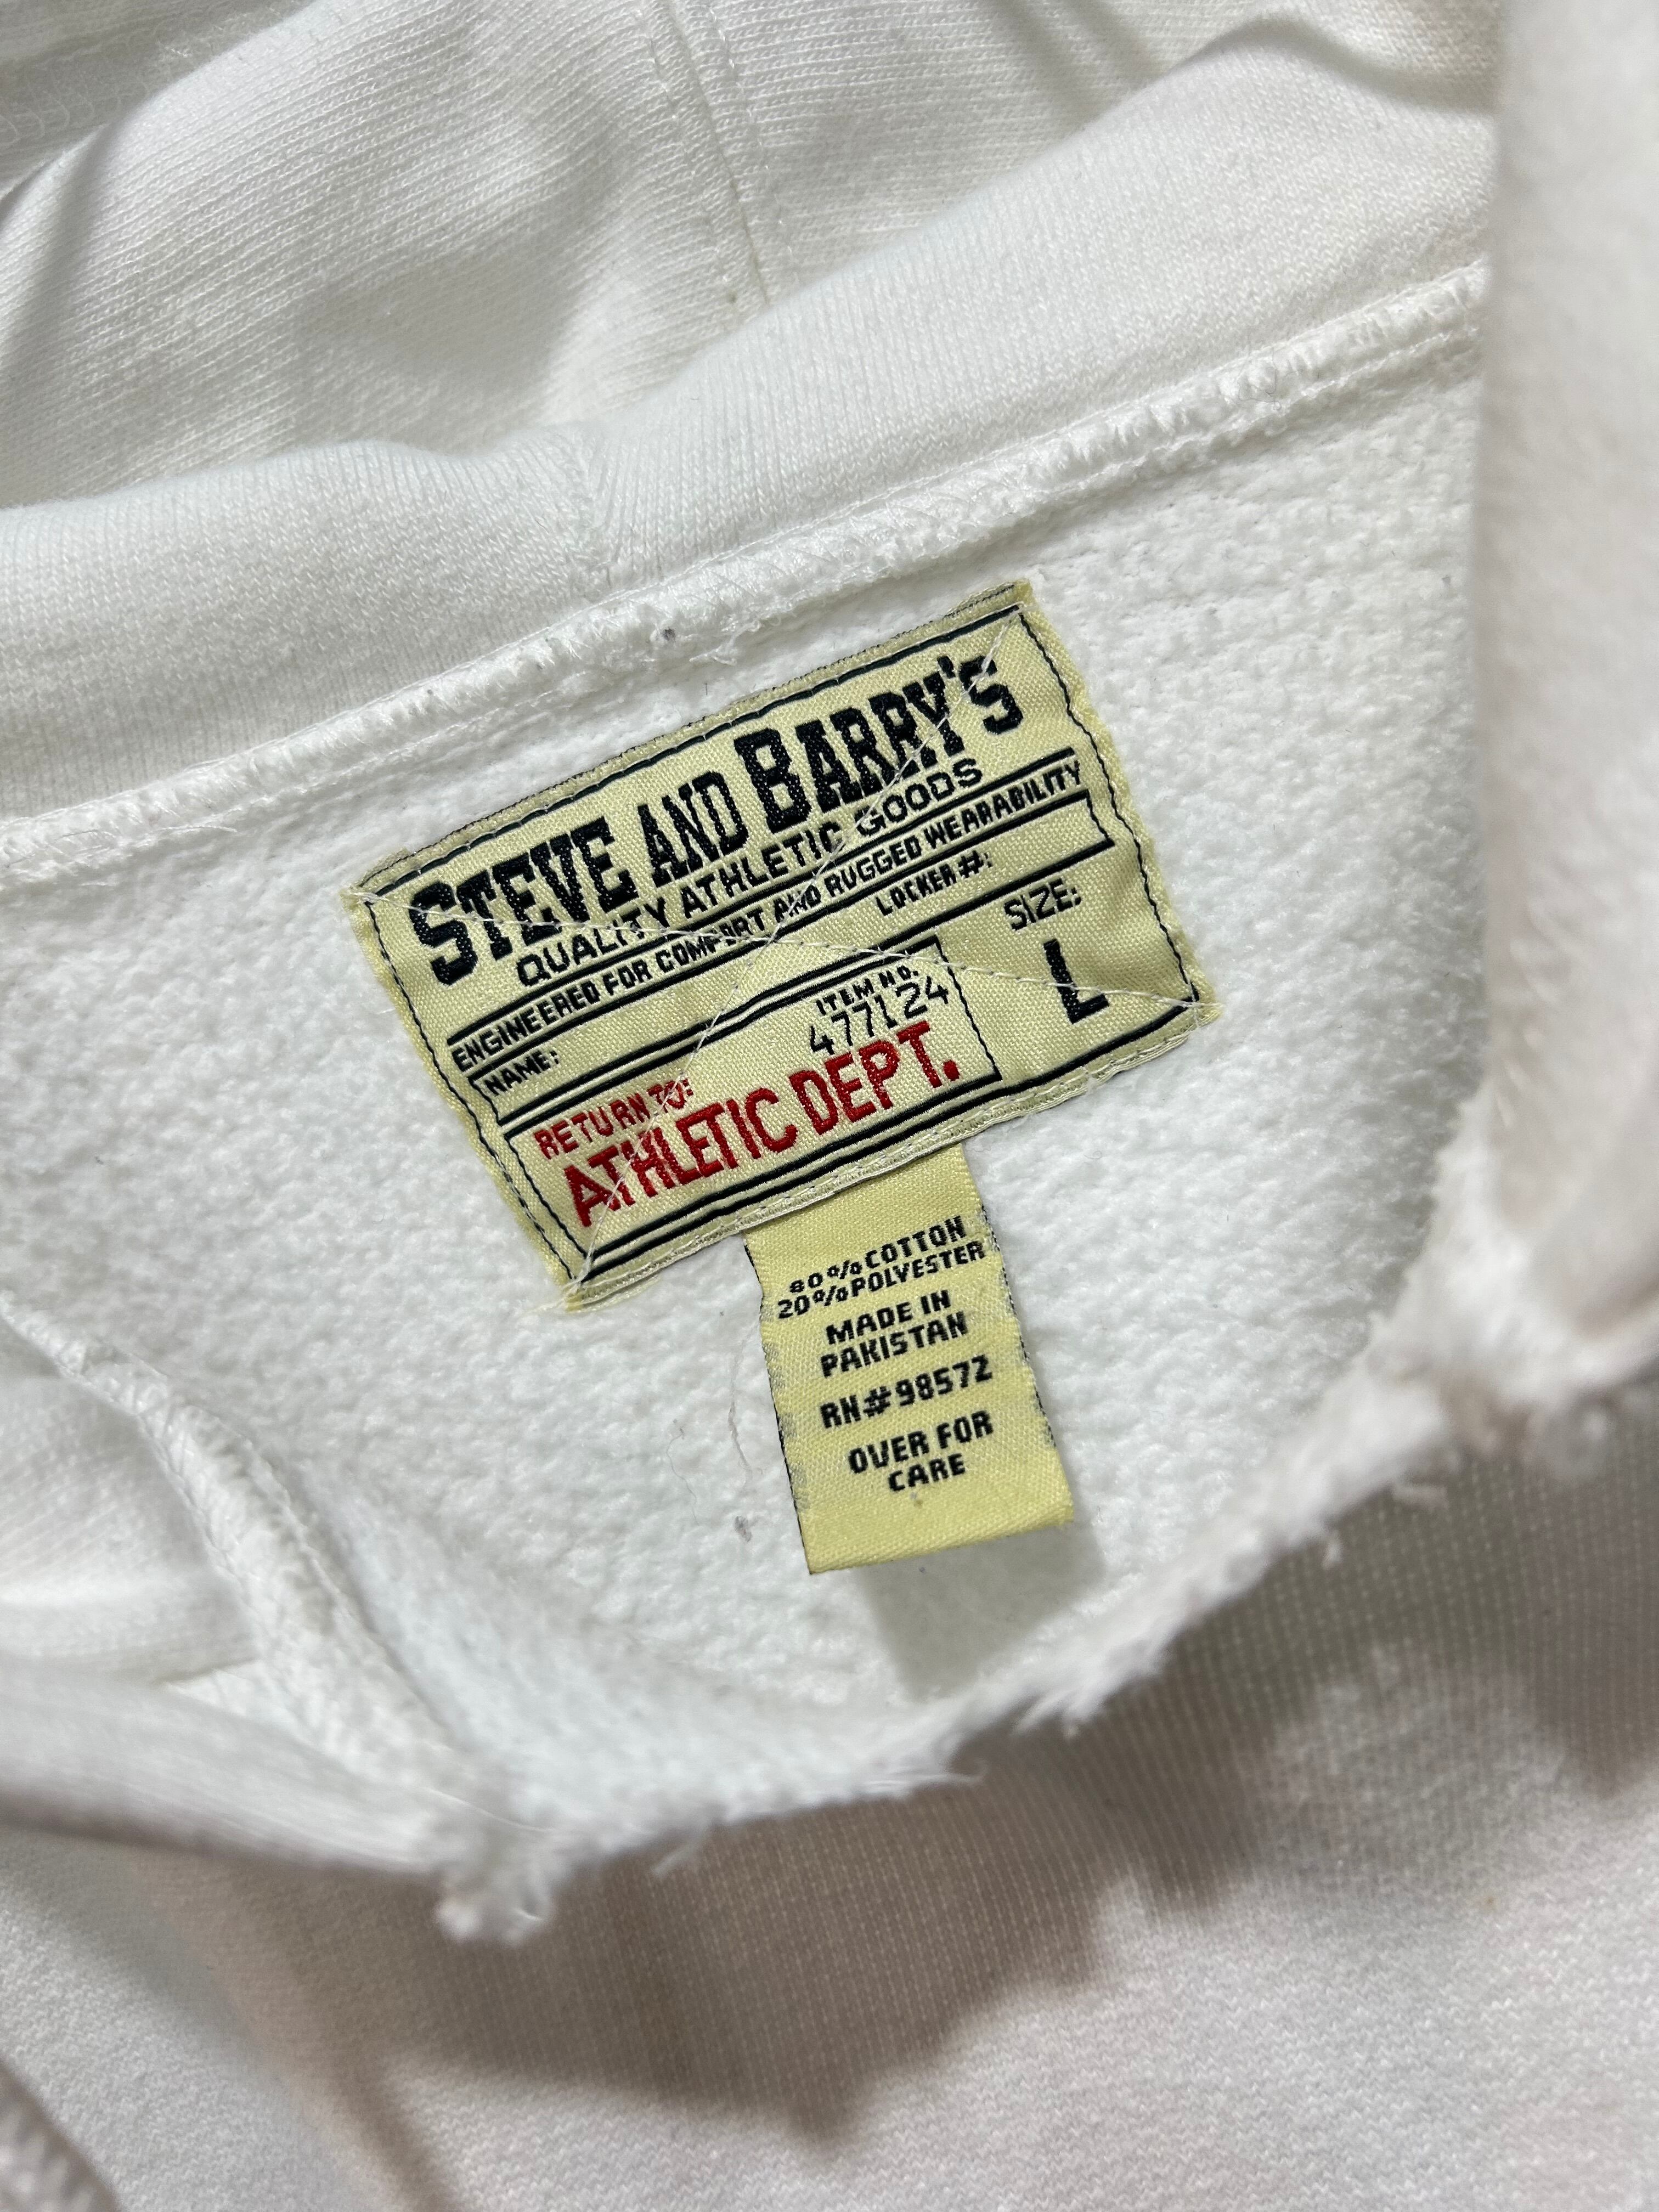 STEVE AND BARRY'S
QUALITY ATHLETIC GOODS
ENGINEERED FOR COMFORT AND RUGGED WEARABILITY
NAME: LOCKER #:
ITEM NO.
477124
RETURN TO:
ATHLETIC DEPT.
SIZE:
L
80% COTTON
20% POLYESTER
MADE IN
PAKISTAN
RN# 98572
OVER FOR
CARE